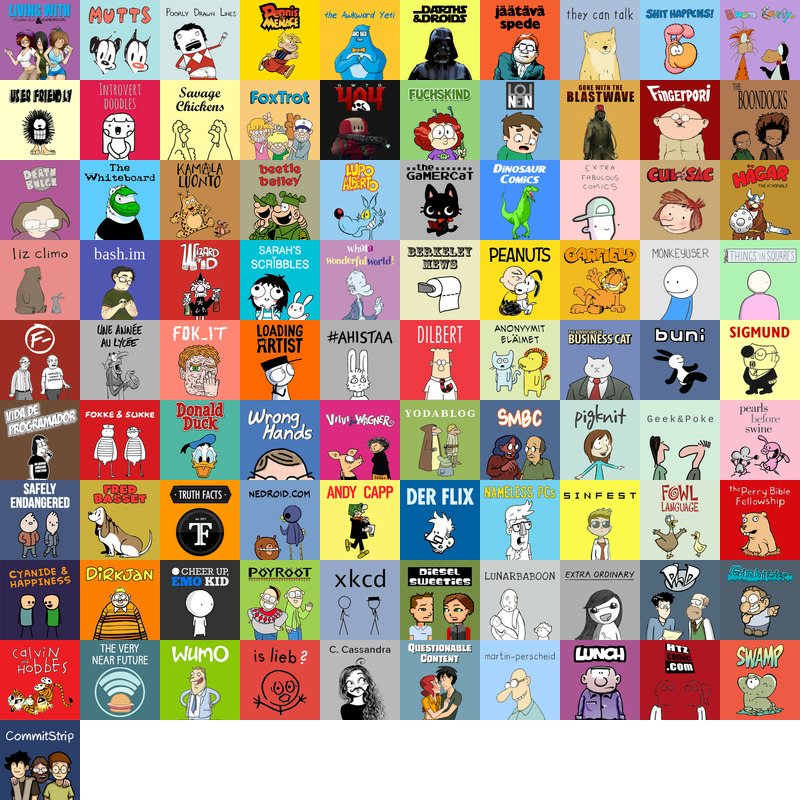 LIVING WITH
MUTTS
POORLY DRAWN LINES
Dennis
MENACE
the Awkward Yeti
DARTHS
& DROIDS
jäätävä
spede
they can talk
SHIT HAPPENS!
USER FRIENDLY
INTROVERT
DOODLES
Savage
Chickens
FOXTROT
FUCHSKIND
GONE WITH THE
BLASTWAVE
FINGERPORI
THE
BOONDOCKS
DEATH
BULGE
The
Whiteboard
KAMALA
LUONTO
beetle
bailey
LUPO
ALBERTO
the
GaMERCaT
DINOSAUR
COMICS
EXTRA
FABULOUS
COMICS
CUL DE SAC
HÄGAR
THE HORRIBLE
liz climo
bash.im
WIZARD
OF ID
SARAH'S
SCRIBBLES
what a
wonderful world!
BERKELEY
MEWS
PEANUTS
GARFIELD
MONKEYUSER
THINGS IN SQUARES
F-
UNE ANNÉE
AU LYCÉE
FOK_IT
LOADING
ARTIST
#AHISTAA
DILBERT
ANONYYMIT
ELÄIMET
THE ADVENTURES OF
BUSINESS CAT
buni
SIGMUND
VIDA DE
PROGRAMADOR
FOKKE & SUKKE
Donald
Duck
Wrong
Hands
VIVI & WAGNER
YODABLOG
SMBC
pigknit
Geek&Poke
pearls
before
swine
SAFELY
ENDANGERED
FRED
BASSET
TRUTH FACTS
TF
NEDROID.COM
ANDY CAPP
DER FLIX
NAMELESS PCs
SINFEST
FOWL
LANGUAGE
the Perry Bible
Fellowship
CYANIDE &
HAPPINESS
DIRKJAN
CHEER UP,
EMO KID
POYROOT
xkcd
DIESEL
SWEETIES
LUNARBABOON
EXTRA ORDINARY
PHD
CALVIN
and
HOBBES
THE VERY
NEAR FUTURE
WUMO
is lieb?
C. Cassandra
QUESTIONABLE
CONTENT
martin-perscheid
LUNCH
NTZ
COMIC
.COM
SWAMP
CommitStrip